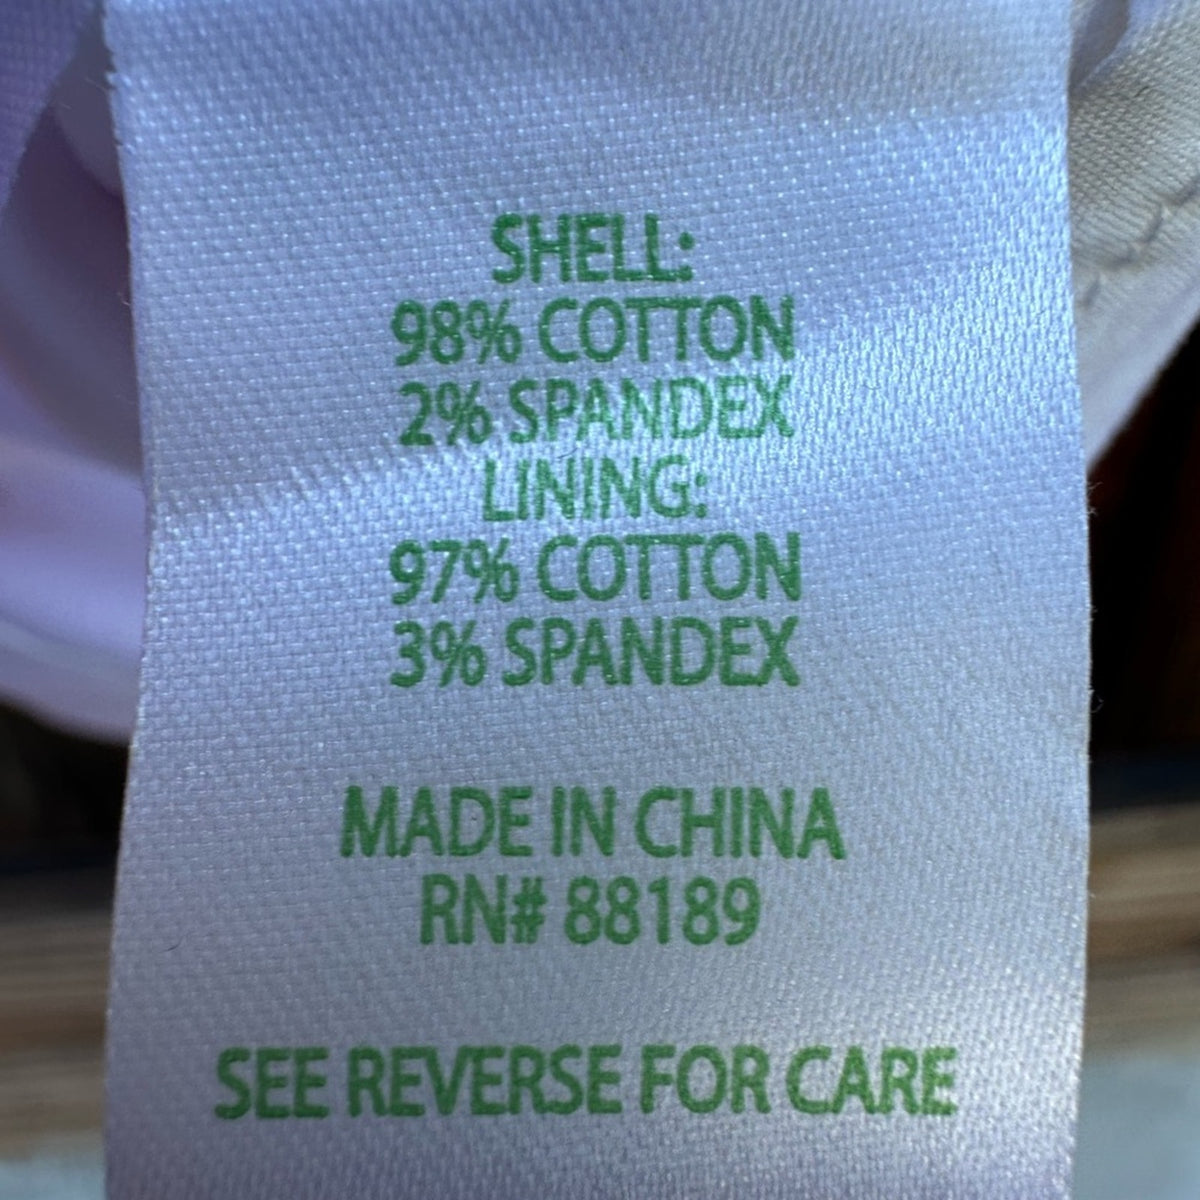 SHELL:
98% COTTON
2% SPANDEX
LINING:
97% COTTON
3% SPANDEX
MADE IN CHINA
RN# 88189
SEE REVERSE FOR CARE